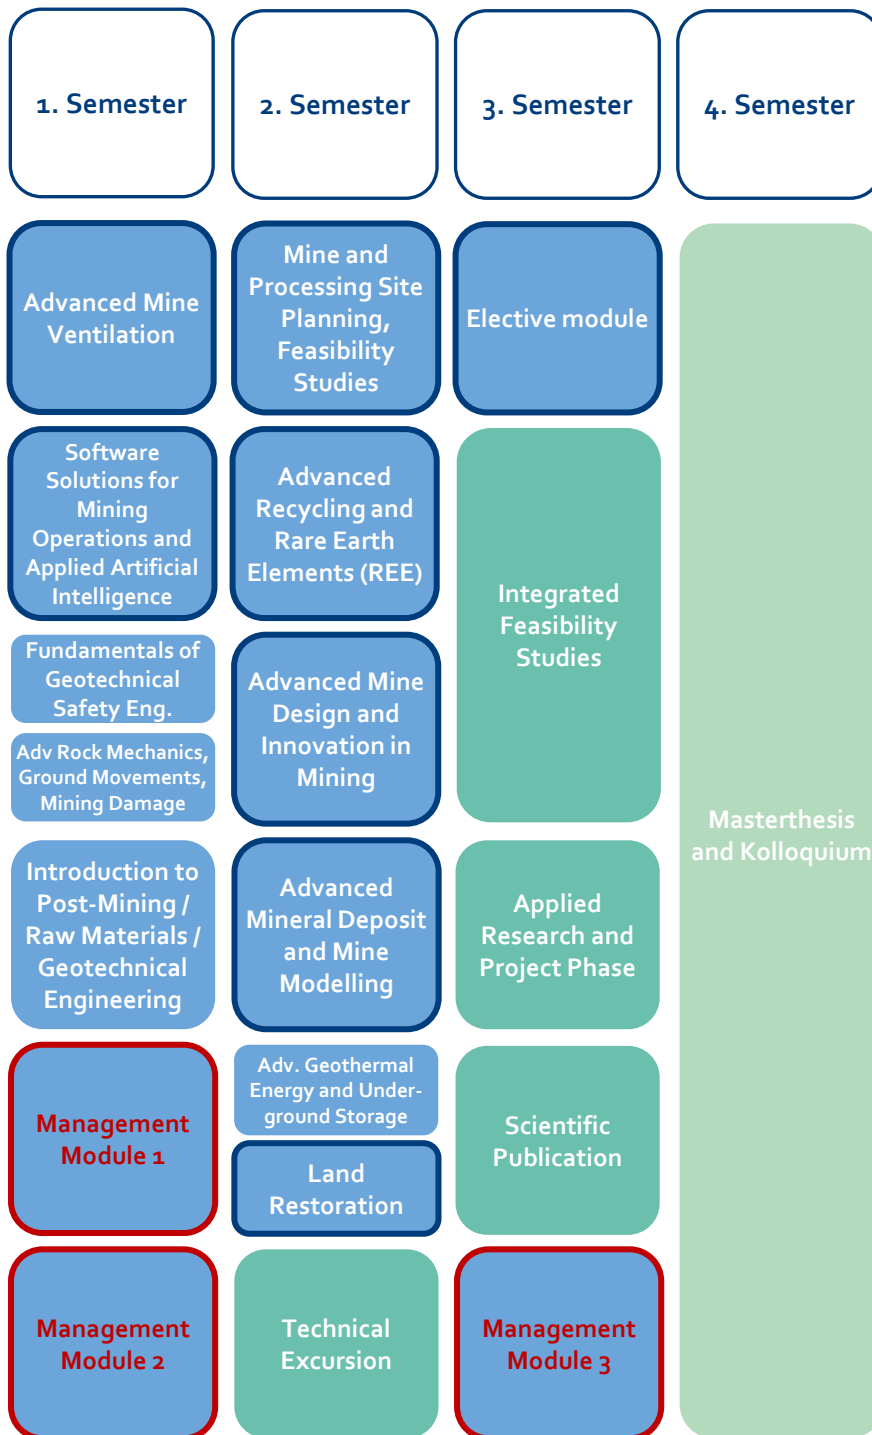 1. Semester
2. Semester
3. Semester
4. Semester
Advanced Mine
Ventilation
Software
Solutions for
Mining
Operations and
Applied Artificial
Intelligence
Fundamentals of
Geotechnical
Safety Eng.
Adv Rock Mechanics,
Ground Movements,
Mining Damage
Introduction to
Post-Mining /
Raw Materials /
Geotechnical
Engineering
Management
Module 1
Management
Module 2
Mine and
Processing Site
Planning,
Feasibility
Studies
Advanced
Recycling and
Rare Earth
Elements (REE)
Advanced Mine
Design and
Innovation in
Mining
Advanced
Mineral Deposit
and Mine
Modelling
Adv. Geothermal
Energy and Under-
ground Storage
Land
Restoration
Technical
Excursion
Elective module
Integrated
Feasibility
Studies
Applied
Research and
Project Phase
Scientific
Publication
Management
Module 3
Masterthesis
and Kolloquium